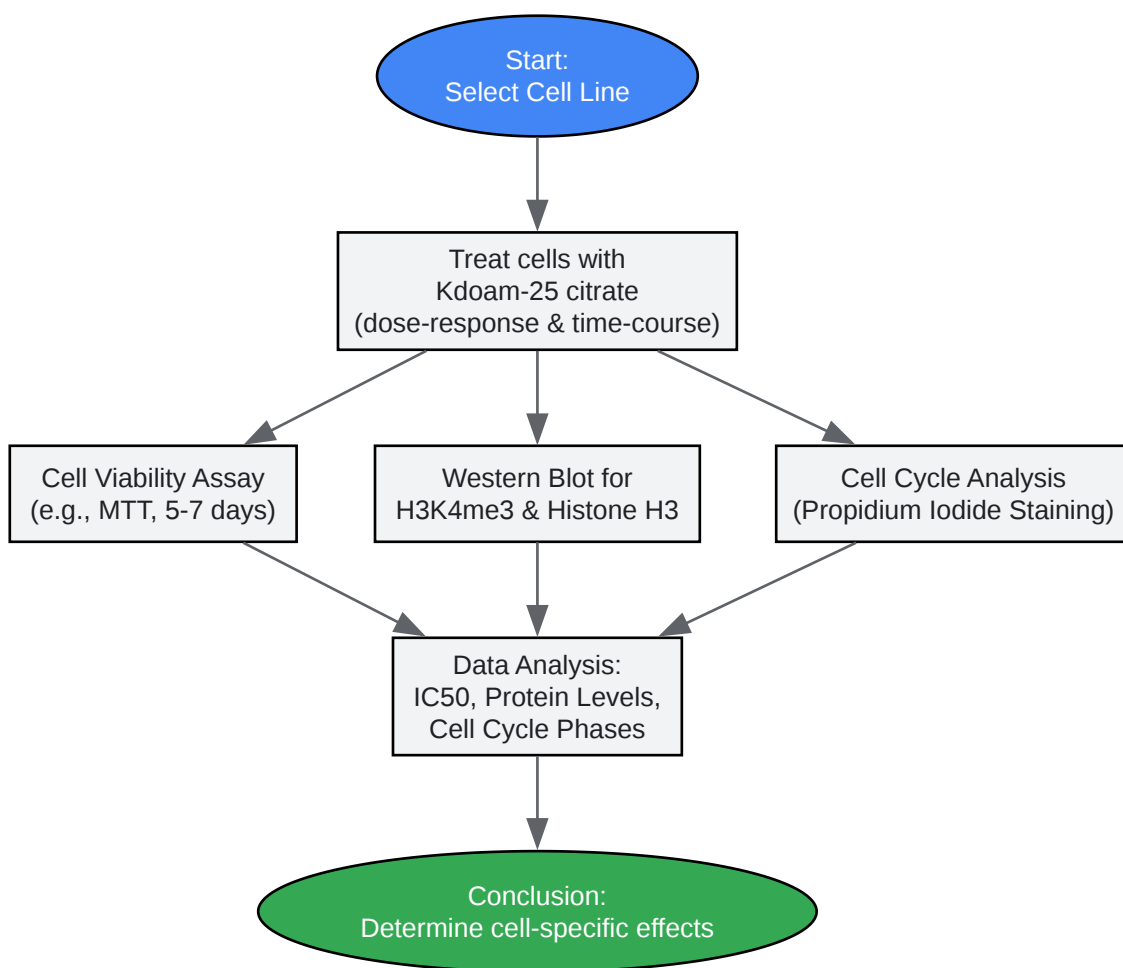 Start:
Select Cell Line
Treat cells with
Kdoam-25 citrate
(dose-response & time-course)
Cell Viability Assay
(e.g., MTT, 5-7 days)
Western Blot for
H3K4me3 & Histone H3
Cell Cycle Analysis
(Propidium Iodide Staining)
Data Analysis:
IC50, Protein Levels,
Cell Cycle Phases
Conclusion:
Determine cell-specific effects